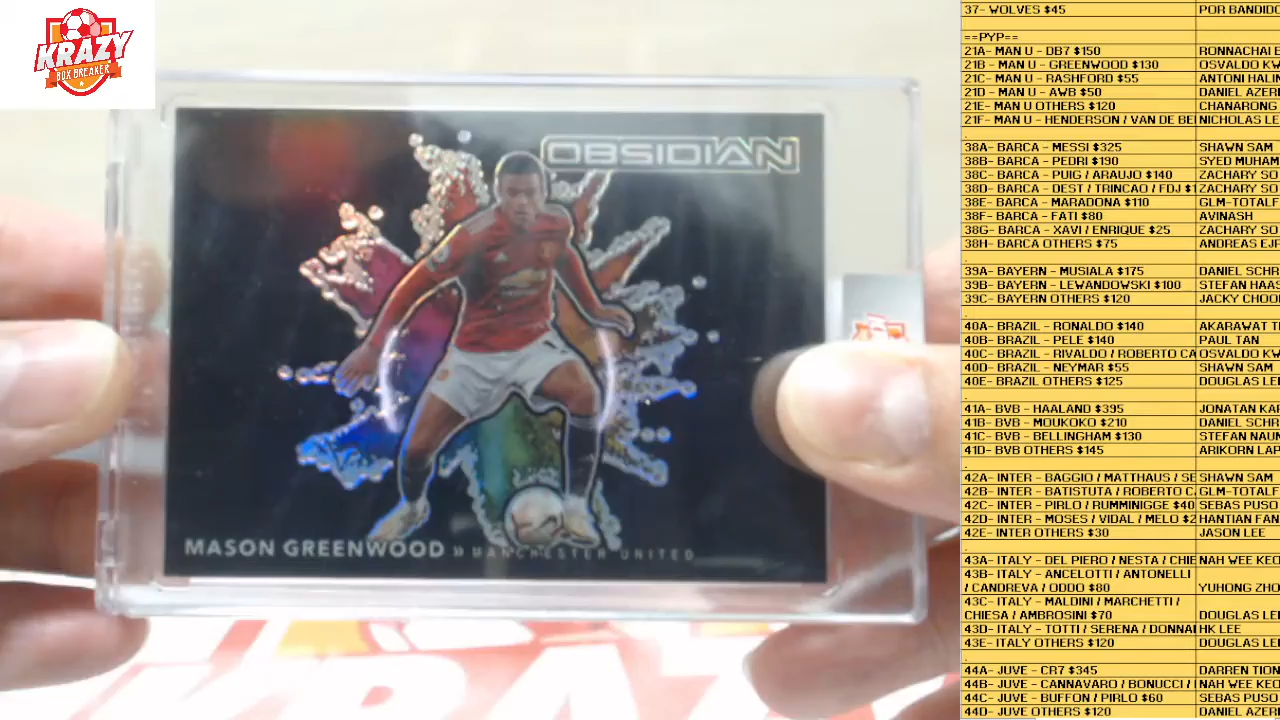 KRAZY
BOX BREAKER
OBSIDIAN
MASON GREENWOOD » MANCHESTER UNITED
KRAZ
37- WOLVES $45 POR BANDIDO
==PYP==
21A- MAN U - DB7 $150 RONNACHAI E
21B - MAN U - GREENWOOD $130 OSVALDO KW
21C- MAN U - RASHFORD $55 ANTONI HALIN
21D - MAN U - AWB $50 DANIEL AZERI
21E- MAN U OTHERS $120 CHANARONG
21F- MAN U - HENDERSON / VAN DE BE NICHOLAS LE
.
38A- BARCA - MESSI $325 SHAWN SAM
38B- BARCA - PEDRI $190 SYED MUHAM
38C- BARCA - PUIG / ARAUJO $140 ZACHARY SO
38D- BARCA - DEST / TRINCAO / FDJ $1 ZACHARY SO
38E- BARCA - MARADONA $110 GLM-TOTALF
38F- BARCA - FATI $80 AVINASH
38G- BARCA - XAVI / ENRIQUE $25 ZACHARY SO
38H- BARCA OTHERS $75 ANDREAS EJF
.
39A- BAYERN - MUSIALA $175 DANIEL SCHR
39B- BAYERN - LEWANDOWSKI $100 STEFAN HAAS
39C- BAYERN OTHERS $120 JACKY CHOO
.
40A- BRAZIL - RONALDO $140 AKARAWAT T
40B- BRAZIL - PELE $140 PAUL TAN
40C- BRAZIL - RIVALDO / ROBERTO CA OSVALDO KW
40D- BRAZIL - NEYMAR $55 SHAWN SAM
40E- BRAZIL OTHERS $125 DOUGLAS LEE
.
41A- BVB - HAALAND $395 JONATAN KAF
41B- BVB - MOUKOKO $210 DANIEL SCHR
41C- BVB - BELLINGHAM $130 STEFAN NAUM
41D- BVB OTHERS $145 ARIKORN LAP
.
42A- INTER - BAGGIO / MATTHAUS / SE SHAWN SAM
42B- INTER - BATISTUTA / ROBERTO C. GLM-TOTALF
42C- INTER - PIRLO / RUMMINIGGE $40 SEBAS PUSO
42D- INTER - MOSES / VIDAL / MELO $2 HANTIAN FAN
42E- INTER OTHERS $30 JASON LEE
.
43A- ITALY - DEL PIERO / NESTA / CHIE NAH WEE KEO
43B- ITALY - ANCELOTTI / ANTONELLI
/ CANDREVA / ODDO $80 YUHONG ZHO
43C- ITALY - MALDINI / MARCHETTI /
CHIESA / AMBROSINI $70 DOUGLAS LEE
43D- ITALY - TOTTI / SERENA / DONNAI HK LEE
43E- ITALY OTHERS $120 DOUGLAS LEE
.
44A- JUVE - CR7 $345 DARREN TION
44B- JUVE - CANNAVARO / BONUCCI / NAH WEE KEO
44C- JUVE - BUFFON / PIRLO $60 SEBAS PUSO
44D- JUVE OTHERS $120 DANIEL AZERI